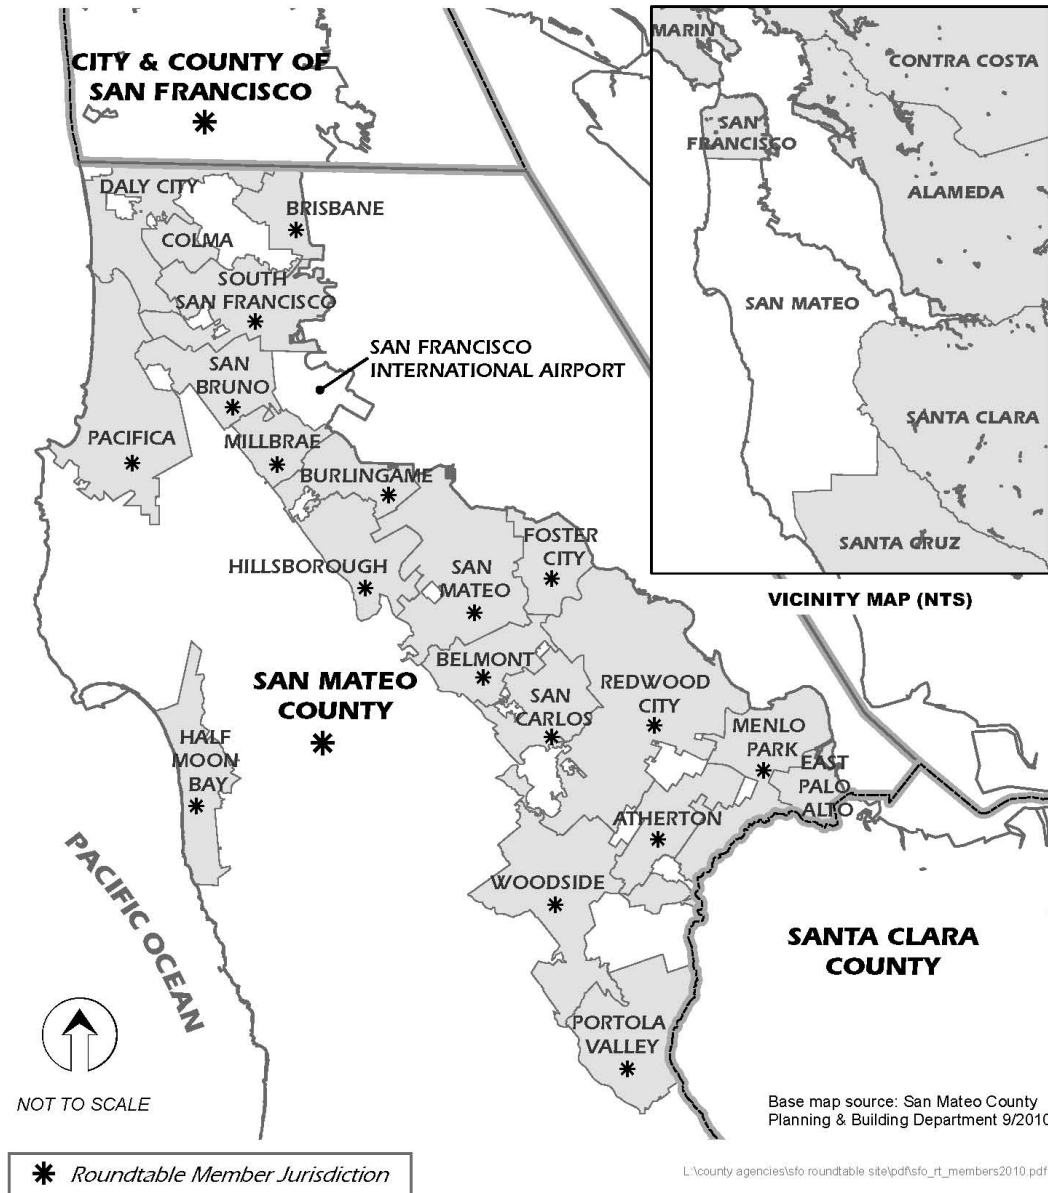 CITY & COUNTY OF
SAN FRANCISCO
DALY CITY
BRISBANE
COLMA
SOUTH
SAN FRANCISCO
SAN FRANCISCO
INTERNATIONAL AIRPORT
SAN
BRUNO
PACIFICA
MILLBRAE
BURLINGAME
HILLSBOROUGH
SAN
MATEO
FOSTER
CITY
BELMONT
SAN
CARLOS
REDWOOD
CITY
MENLO
PARK
EAST
PALO
ALTO
SAN MATEO
COUNTY
HALF
MOON
BAY
ATHERTON
WOODSIDE
PORTOLA
VALLEY
PACIFIC OCEAN
SANTA CLARA
COUNTY
MARIN
CONTRA COSTA
SAN
FRANCISCO
ALAMEDA
SAN MATEO
SANTA CLARA
SANTA CRUZ
VICINITY MAP (NTS)
NOT TO SCALE
Base map source: San Mateo County
Planning & Building Department 9/2010
Roundtable Member Jurisdiction
L:\county agencies\sfo roundtable site\pdf\sfo_rt_members2010.pdf